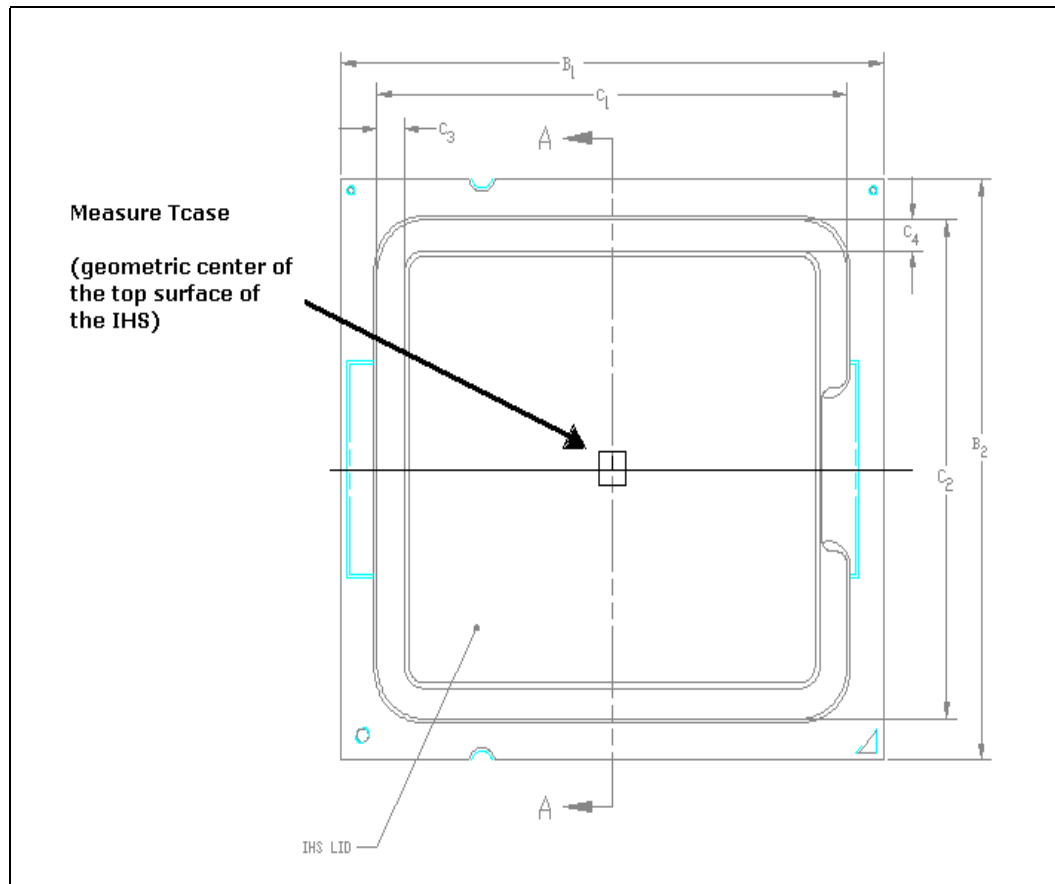 B1
C1
C3
A
Measure Tcase
(geometric center of
the top surface of
the IHS)
C4
B2
C2
A
IHS LID